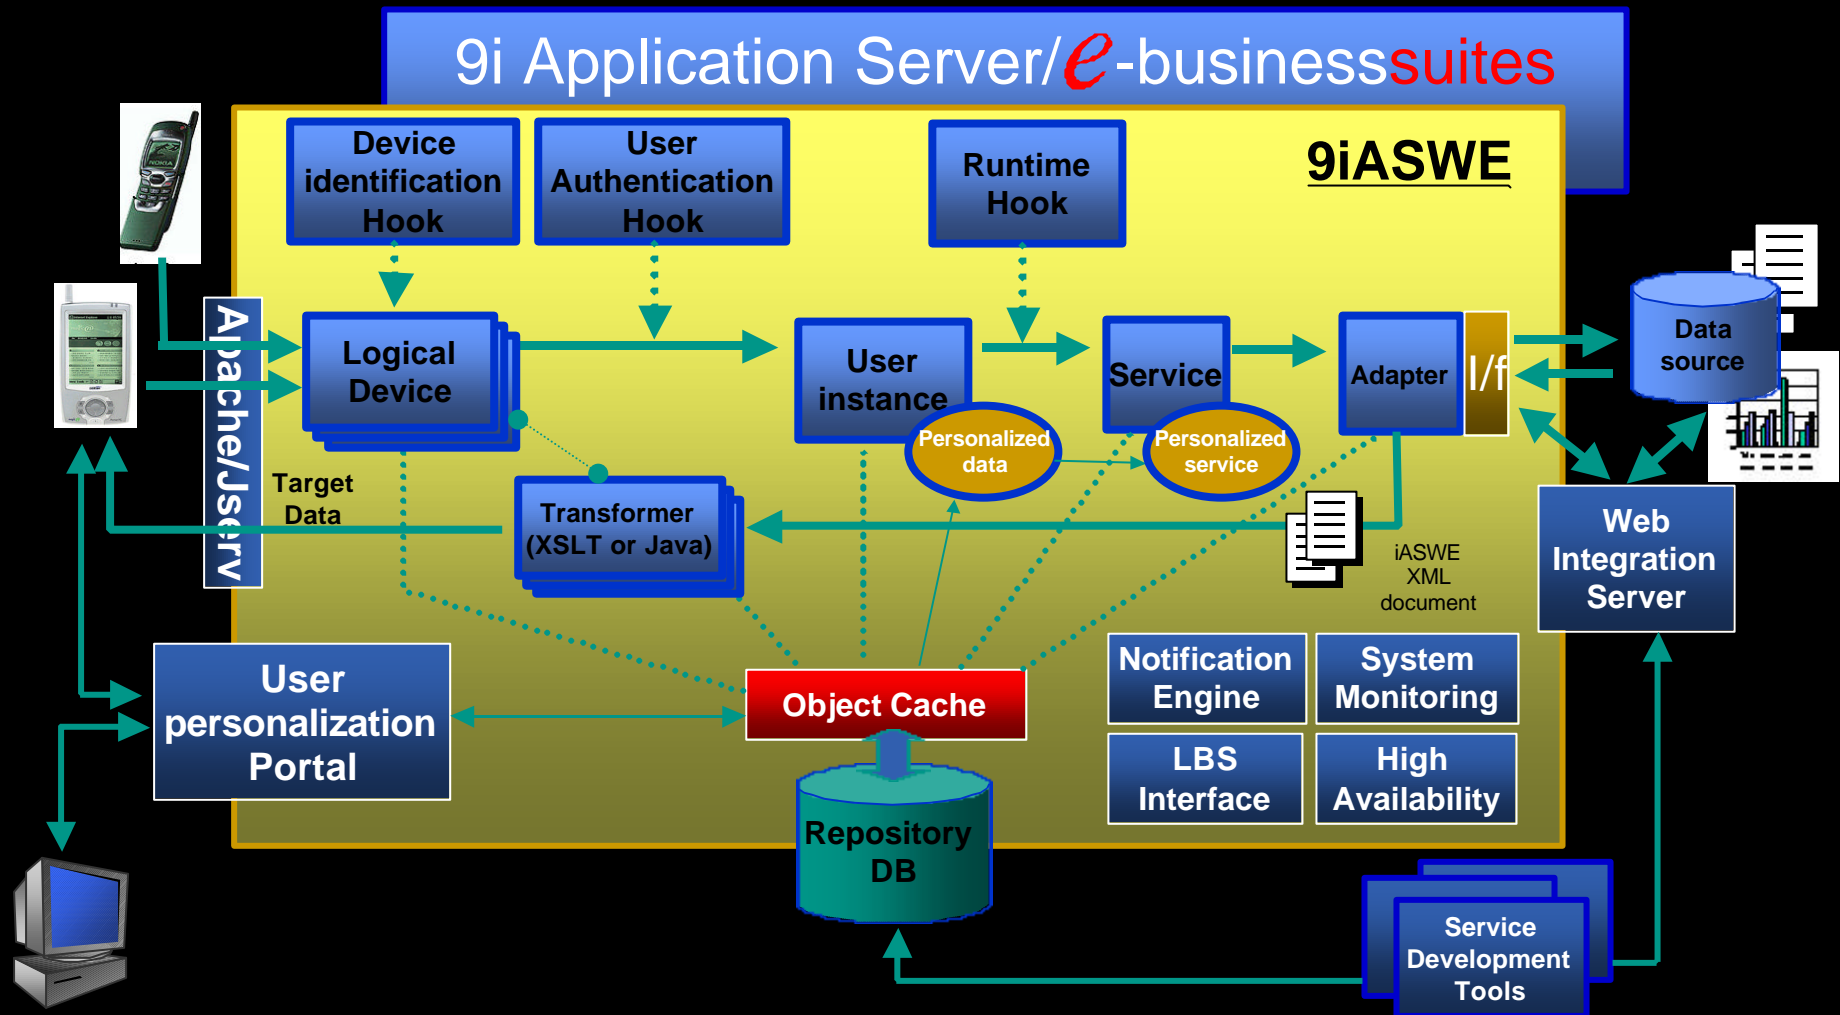 9i Application Server/e-businesssuites
9iASWE
Device
identification
Hook
User
Authentication
Hook
Runtime
Hook
NOKIA
Apache/Jserv
Logical
Device
User
instance
Service
Adapter
I/f
Data
source
Personalized
data
Personalized
service
Target
Data
Transformer
(XSLT or Java)
iASWE
XML
document
Web
Integration
Server
User
personalization
Portal
Object Cache
Notification
Engine
System
Monitoring
LBS
Interface
High
Availability
Repository
DB
Service
Development
Tools